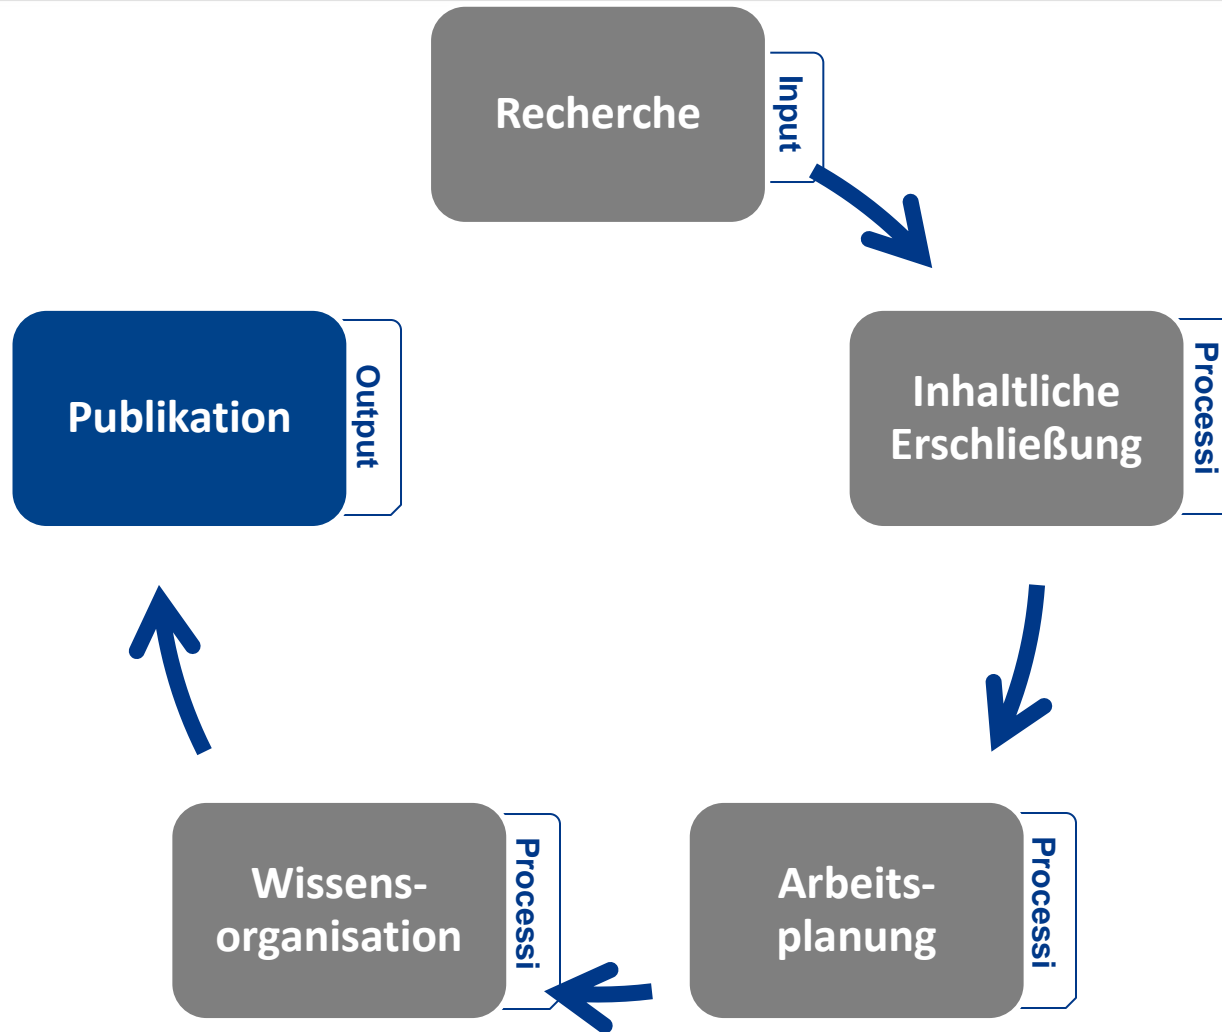 Recherche
Input
Inhaltliche
Erschließung
Processi
Arbeits-
planung
Processi
Wissens-
organisation
Processi
Publikation
Output